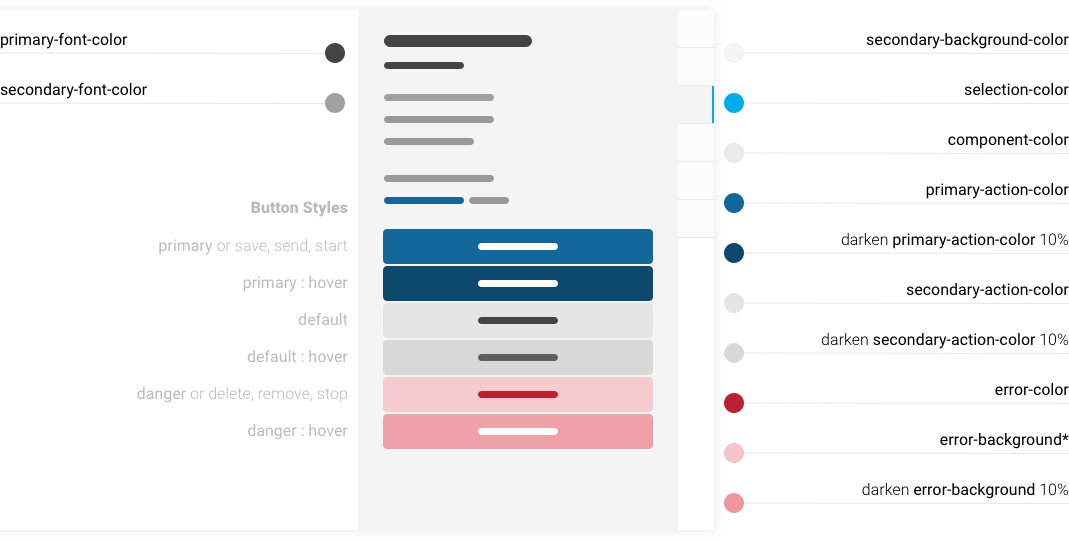 primary-font-color
secondary-font-color
Button Styles
primary or save, send, start
primary : hover
default
default : hover
danger or delete, remove, stop
danger : hover
secondary-background-color
selection-color
component-color
primary-action-color
darken primary-action-color 10%
secondary-action-color
darken secondary-action-color 10%
error-color
error-background*
darken error-background 10%